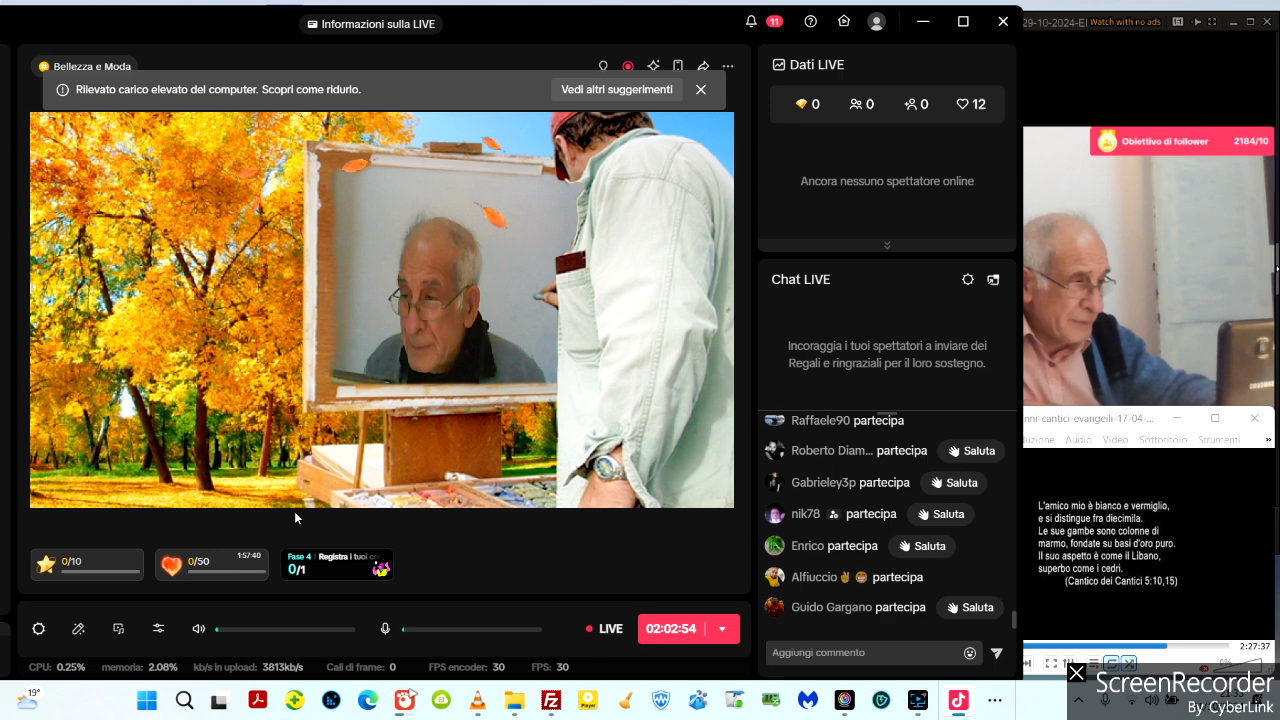 Informazioni sulla LIVE
11
29-10-2024-El
Watch with no ads
Bellezza e Moda
Rilevato carico elevato del computer. Scopri come ridurlo.
Vedi altri suggerimenti
Dati LIVE
0
0
0
12
Ancora nessuno spettatore online
Obiettivo di follower
2184/10
Chat LIVE
Incoraggia i tuoi spettatori a inviare dei
Regali e ringraziali per il loro sostegno.
Raffaele90 partecipa
Roberto Diam... partecipa
Saluta
Gabrieley3p partecipa
Saluta
nik78 partecipa
Saluta
Enrico partecipa
Saluta
Alfiuccio partecipa
Guido Gargano partecipa
Saluta
Aggiungi commento
nni-cantici-evangeili-17-04-...
duzione Audio Video Sottotitolo Strumenti »
L'amico mio è bianco e vermiglio,
e si distingue fra diecimila.
Le sue gambe sono colonne di
marmo, fondate su basi d'oro puro.
Il suo aspetto è come il Libano,
superbo come i cedri.
(Cantico dei Cantici 5:10,15)
2:27:37
0/10
0/50
1:57:40
Fase 4 Registra i tuoi co
0/1
LIVE
02:02:54
CPU: 0.25%
memoria: 2.08%
kb/s in upload: 3813kb/s
Cali di frame: 0
FPS encoder: 30
FPS: 30
19°
Player
ScreenRecorder
By CyberLink